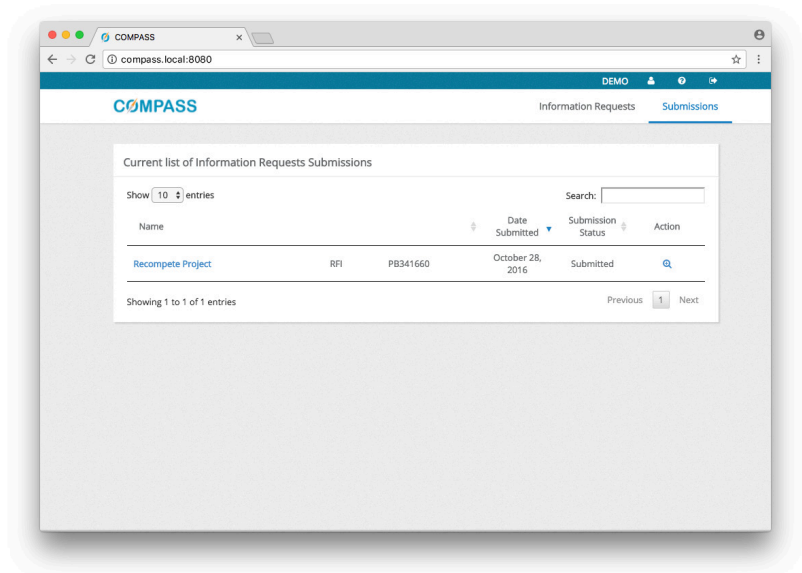 COMPASS
compass.local:8080
DEMO
COMPASS
Information Requests Submissions
Current list of Information Requests Submissions
Show 10 entries Search:
Name Date Submitted Submission Status Action
Recompete Project RFI PB341660 October 28, 2016 Submitted
Showing 1 to 1 of 1 entries Previous 1 Next